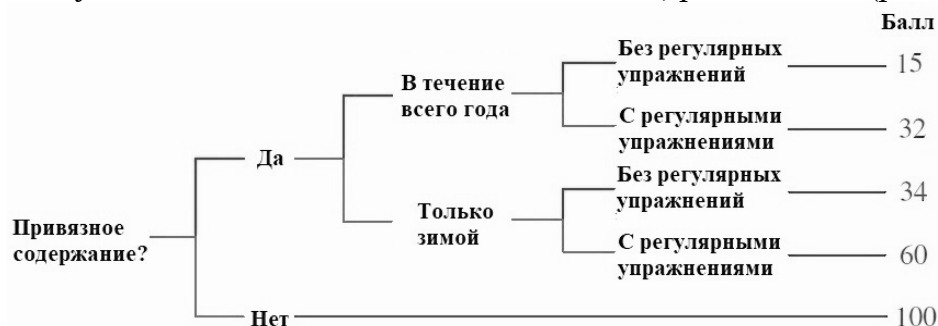 Балл
Без регулярных
упражнений
15
В течение
всего года
С регулярными
упражнениями
32
Да
Без регулярных
упражнений
34
Только
зимой
С регулярными
упражнениями
60
Привязное
содержание?
Нет
100